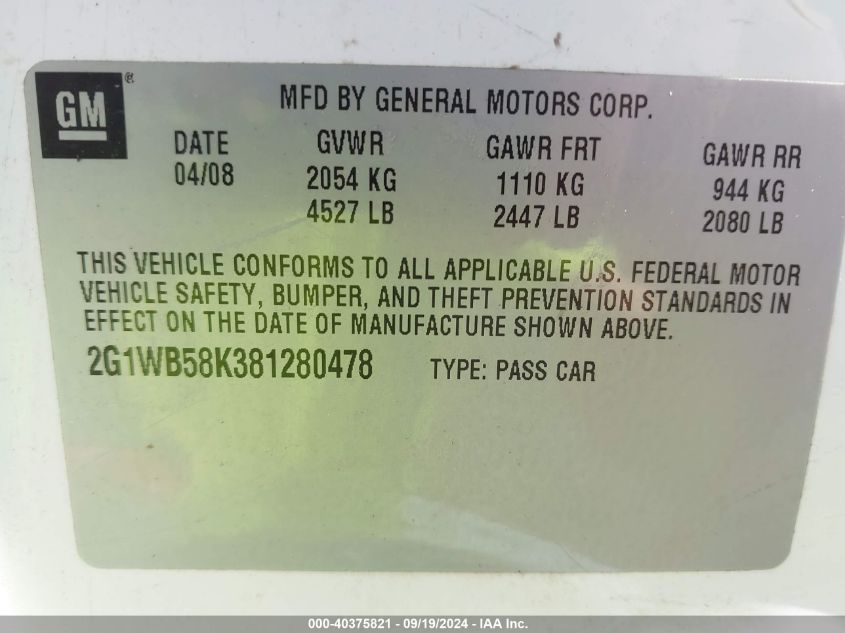 GM ®
MFD BY GENERAL MOTORS CORP.
DATE GVWR GAWR FRT GAWR RR
04/08 2054 KG 1110 KG 944 KG
4527 LB 2447 LB 2080 LB
THIS VEHICLE CONFORMS TO ALL APPLICABLE U.S. FEDERAL MOTOR
VEHICLE SAFETY, BUMPER, AND THEFT PREVENTION STANDARDS IN
EFFECT ON THE DATE OF MANUFACTURE SHOWN ABOVE.
2G1WB58K381280478 TYPE: PASS CAR
000-40375821 - 09/19/2024 - IAA Inc.